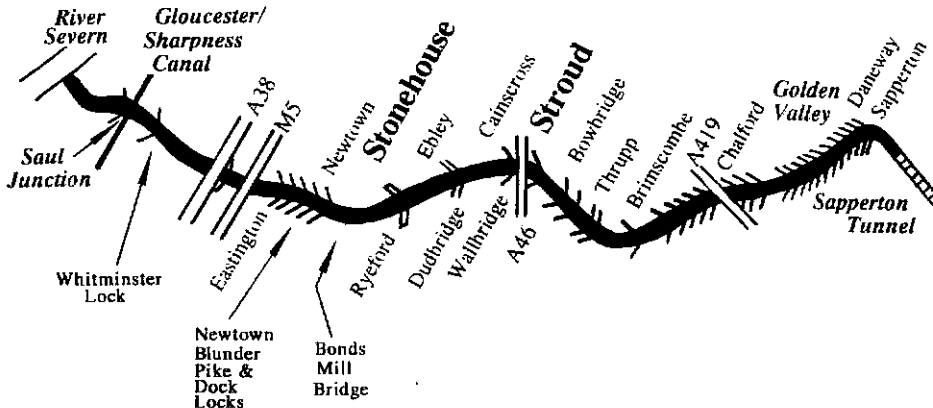 River
Severn
Gloucester/
Sharpness
Canal
A38
M5
Newtown
Stonehouse
Ebley
Cainscross
Stroud
Bowbridge
Thrupp
Brimscombe
A419
Chalford
Golden
Valley
Daneway
Sapperton
Saul
Junction
Whitminster
Lock
Eastington
Newtown
Blunder
Pike &
Dock
Locks
Bonds
Mill
Bridge
Ryeford
Dudbridge
Wallbridge
A46
Sapperton
Tunnel